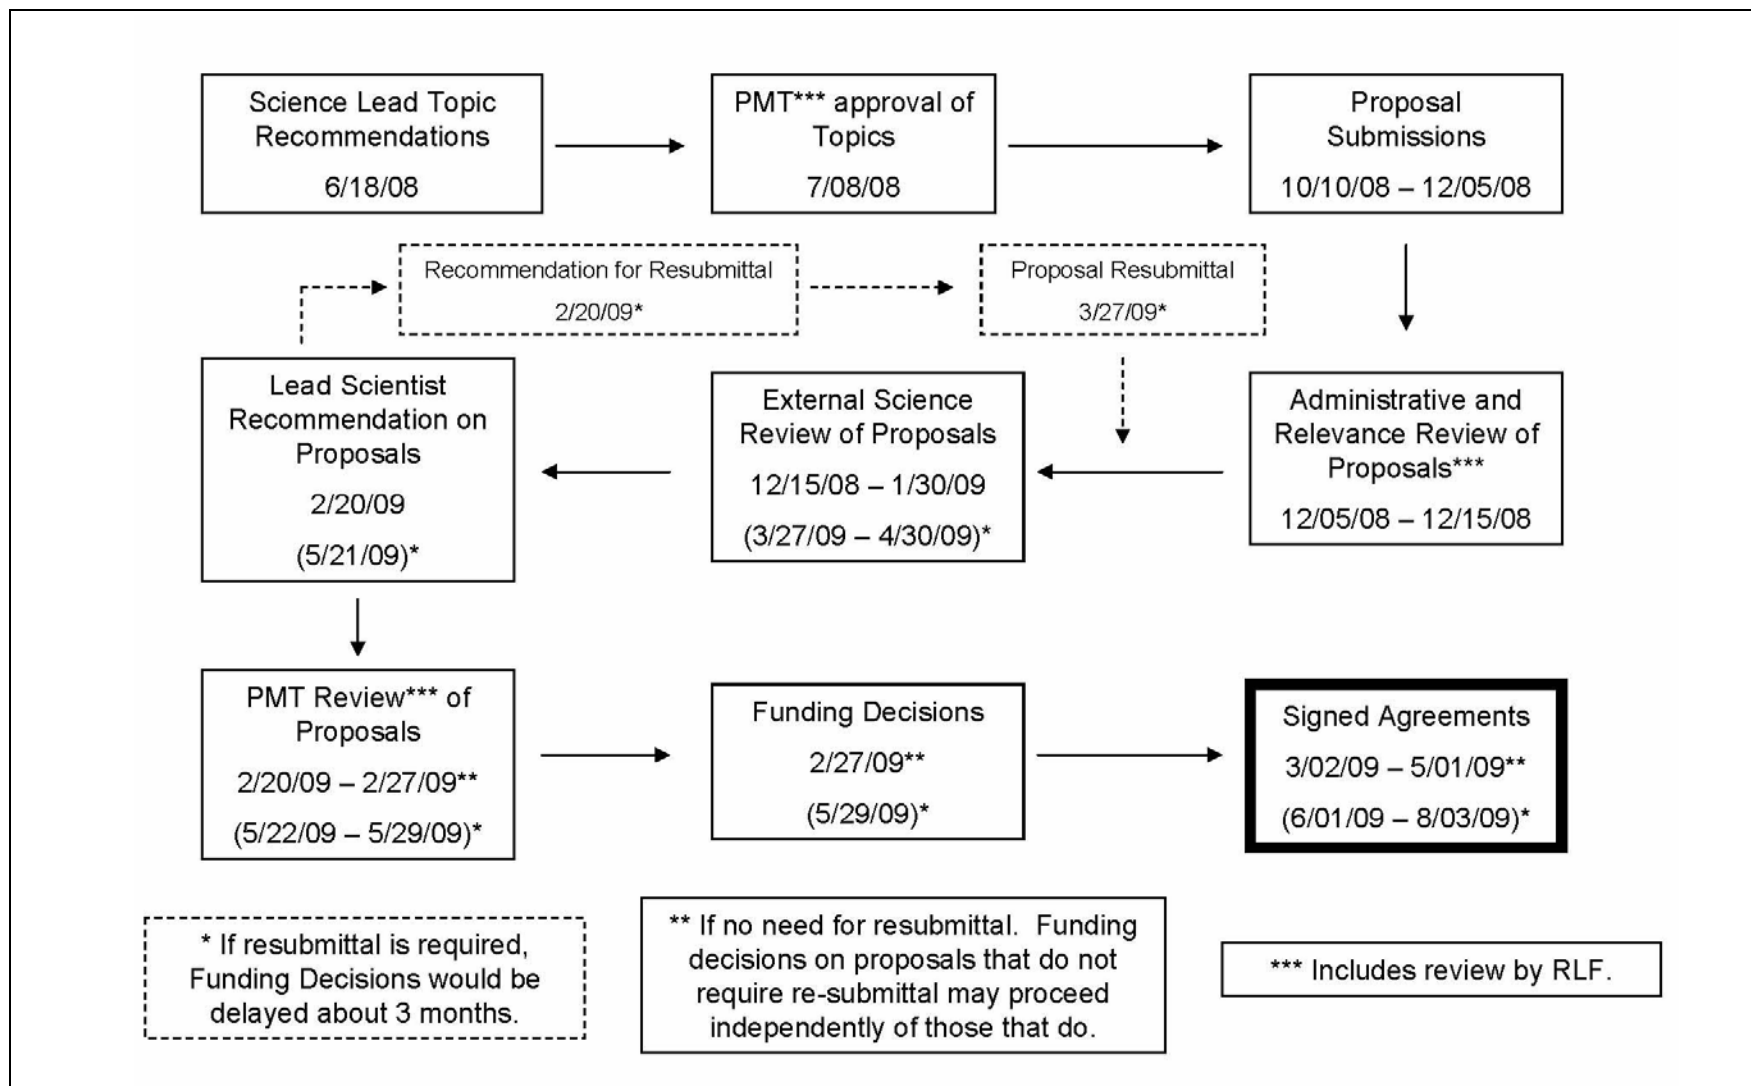 Science Lead Topic
Recommendations
6/18/08
PMT*** approval of
Topics
7/08/08
Proposal
Submissions
10/10/08 – 12/05/08
Recommendation for Resubmittal
2/20/09*
Proposal Resubmittal
3/27/09*
Lead Scientist
Recommendation on
Proposals
2/20/09
(5/21/09)*
External Science
Review of Proposals
12/15/08 – 1/30/09
(3/27/09 – 4/30/09)*
Administrative and
Relevance Review of
Proposals***
12/05/08 – 12/15/08
PMT Review*** of
Proposals
2/20/09 – 2/27/09**
(5/22/09 – 5/29/09)*
Funding Decisions
2/27/09**
(5/29/09)*
Signed Agreements
3/02/09 – 5/01/09**
(6/01/09 – 8/03/09)*
* If resubmittal is required,
Funding Decisions would be
delayed about 3 months.
** If no need for resubmittal.  Funding
decisions on proposals that do not
require re-submittal may proceed
independently of those that do.
*** Includes review by RLF.